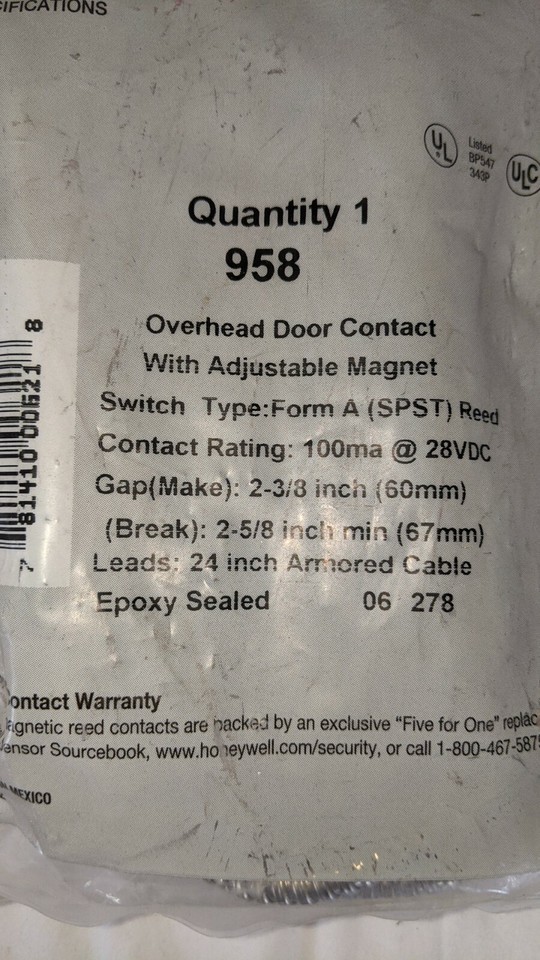 IFICATIONS
UL
Listed
BP547
343P
ULC
Quantity 1
958
Overhead Door Contact
With Adjustable Magnet
Switch Type:Form A (SPST) Reed
Contact Rating: 100ma @ 28VDC
Gap(Make): 2-3/8 inch (60mm)
(Break): 2-5/8 inch min (67mm)
Leads: 24 inch Armored Cable
Epoxy Sealed 06 278
7 81410 00621 8
ontact Warranty
agnetic reed contacts are backed by an exclusive "Five for One" replac
ensor Sourcebook, www.honeywell.com/security, or call 1-800-467-587
MEXICO